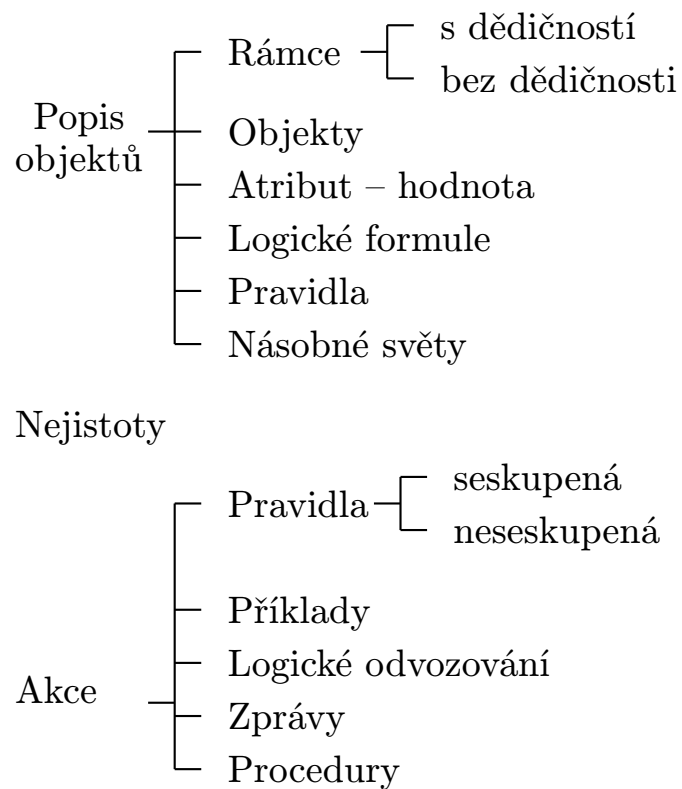 Rámce
s dědičností
bez dědičnosti
Popis
objektů
Objekty
Atribut – hodnota
Logické formule
Pravidla
Násobné světy
Nejistoty
Pravidla
seskupená
neseskupená
Příklady
Logické odvozování
Akce
Zprávy
Procedury